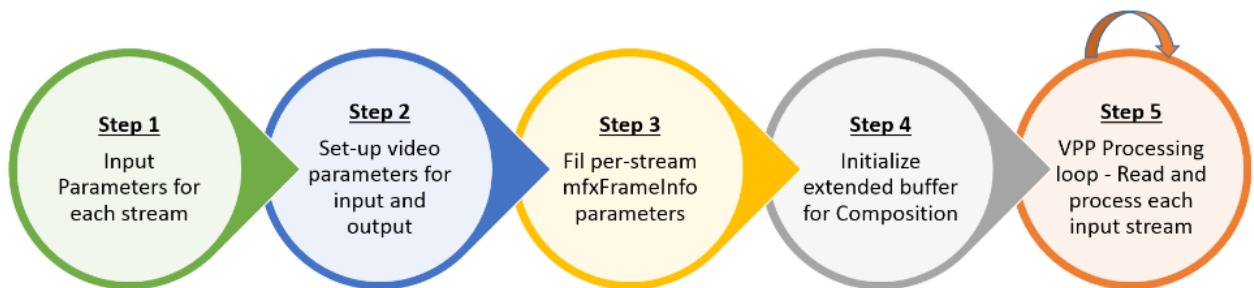 Step 1
Input
Parameters for
each stream
Step 2
Set-up video
parameters for
input and
output
Step 3
Fil per-stream
mfxFrameInfo
parameters
Step 4
Initialize
extended buffer
for Composition
Step 5
VPP Processing
loop - Read and
process each
input stream